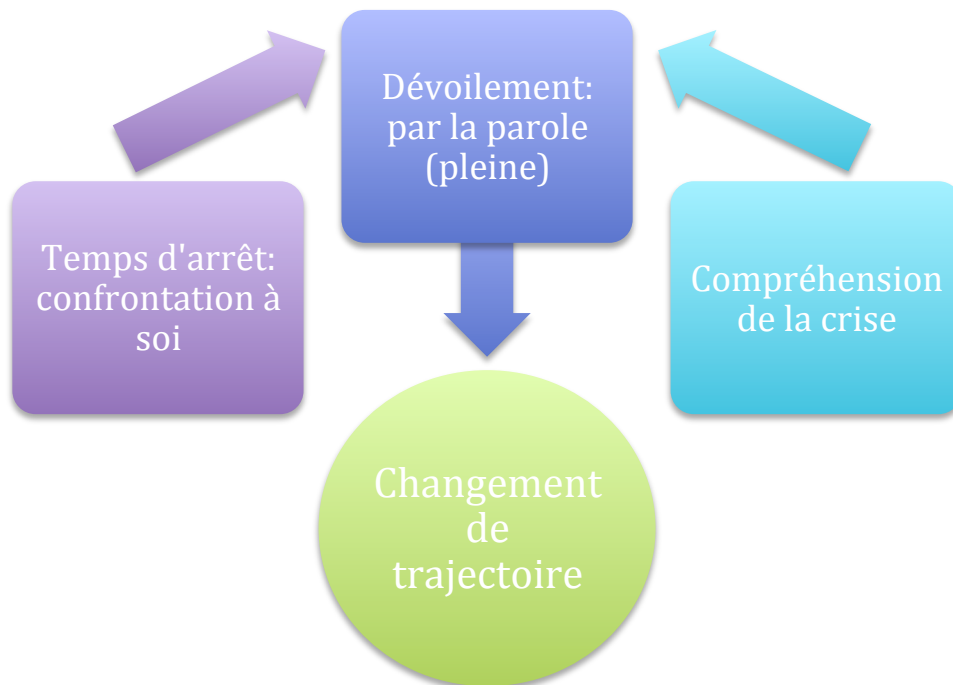 Dévoilement:
par la parole
(pleine)
Temps d'arrêt:
confrontation à
soi
Compréhension
de la crise
Changement
de
trajectoire